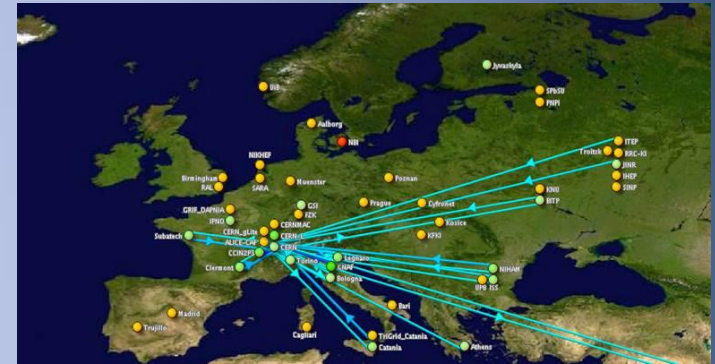 Jyvaskyla
UiB
SPbSU
PNPI
Aalborg
NBI
ITEP
Troitsk
RRC-KI
JINR
NIKHEF
IHEP
Birmingham
SARA
Muenster
Poznan
RAL
SINP
KNU
BITP
GRIF_DAPNIA
GSI
Prague
Cyfronet
IPNO
FZK
Kosice
CERNMAC
CERN_gLite
CERN-L
KFKI
Subatech
ALICE-CAF
CERN
CCIN2P3
Legnaro
Torino
Clermont
CNAF
NIHAM
Bologna
UPB
ISS
Bari
Madrid
Trujillo
Cagliari
TriGrid_Catania
Catania
Athens